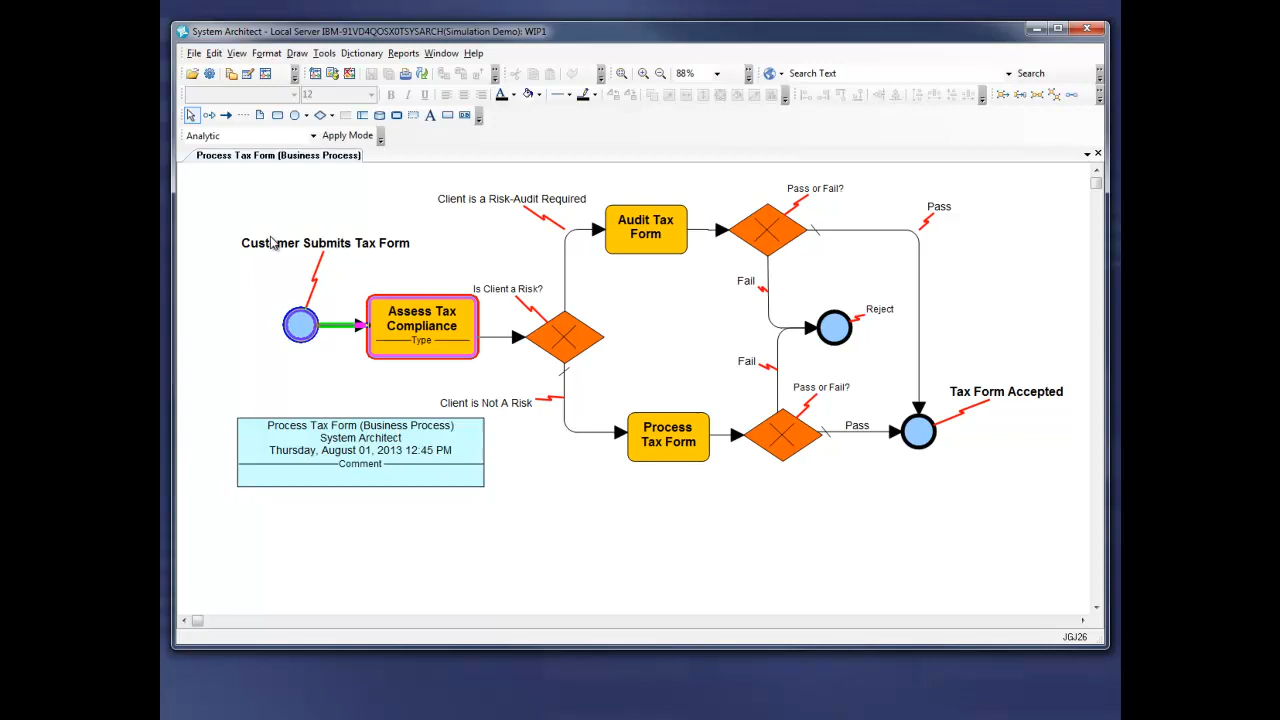 System Architect - Local Server IBM-91VD4QOSX0TSYSARCH(Simulation Demo): WIP1
File Edit View Format Draw Tools Dictionary Reports Window Help
88% Search Text Search
12 B I U A
A
Analytic Apply Mode
Process Tax Form (Business Process)
Pass or Fail?
Client is a Risk-Audit Required
Pass
Audit Tax
Form
Customer Submits Tax Form
Fail
Is Client a Risk?
Assess Tax
Compliance
Type
Reject
Fail
Pass or Fail?
Tax Form Accepted
Client is Not A Risk
Process
Tax Form
Pass
Process Tax Form (Business Process)
System Architect
Thursday, August 01, 2013 12:45 PM
Comment
JGJ26